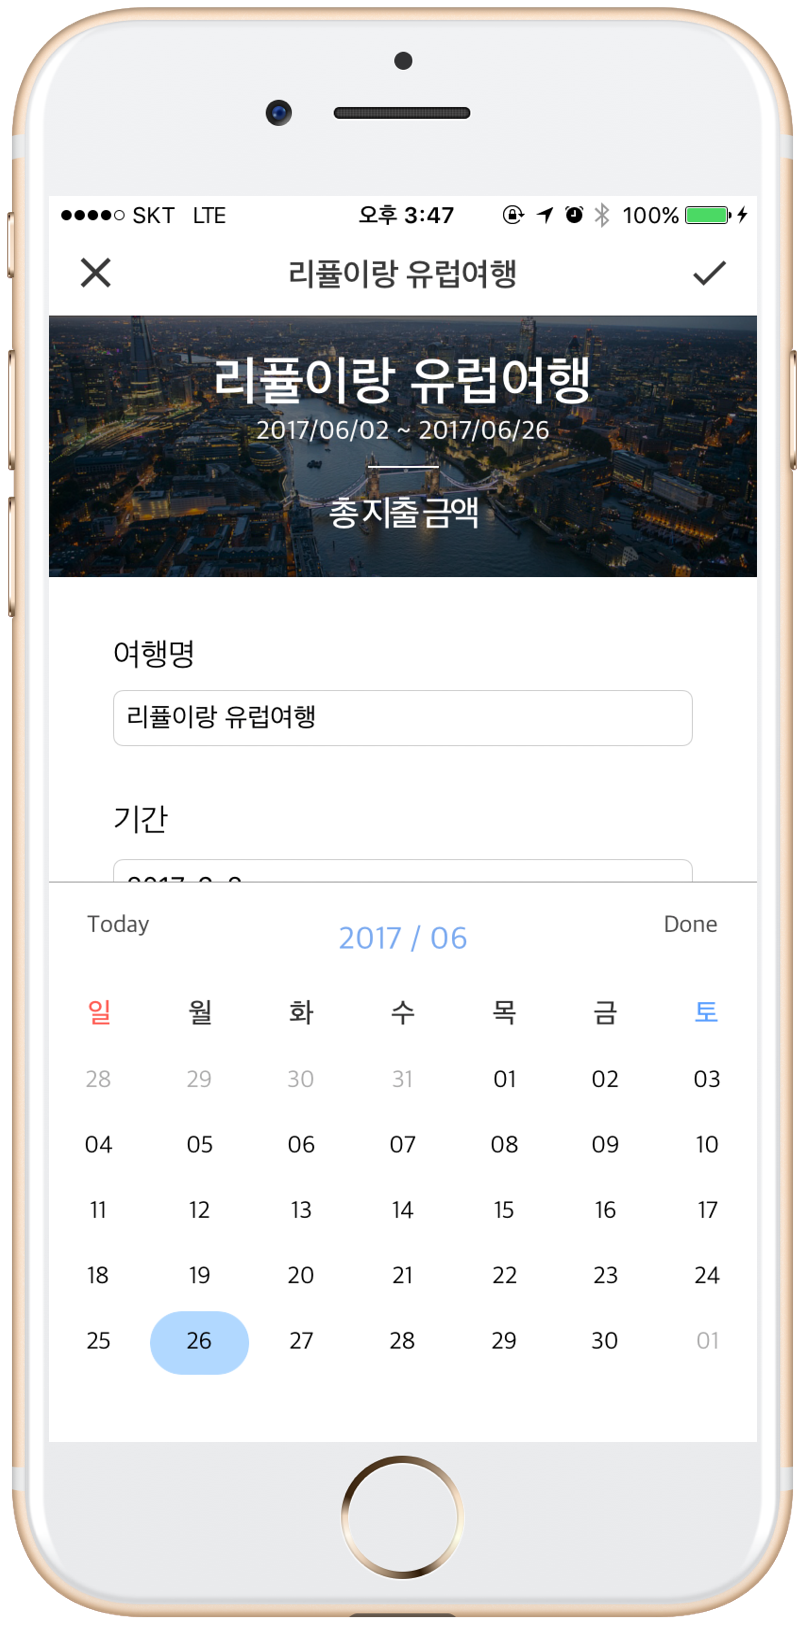 SKT LTE 오후 3:47 100%
리퓰이랑 유럽여행
리퓰이랑 유럽여행
2017/06/02 ~ 2017/06/26
총 지출 금액
여행명
리퓰이랑 유럽여행
기간
Today 2017 / 06 Done
일 월 화 수 목 금 토
28 29 30 31 01 02 03
04 05 06 07 08 09 10
11 12 13 14 15 16 17
18 19 20 21 22 23 24
25 26 27 28 29 30 01